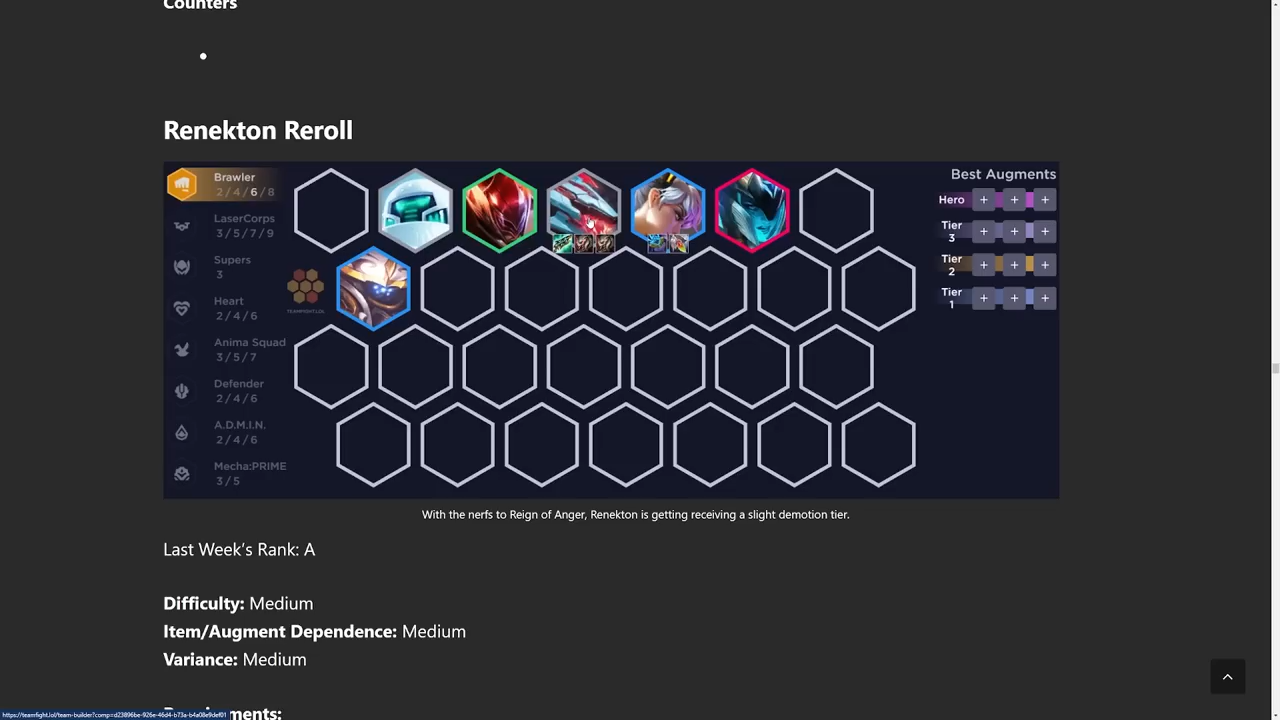 Counters
Renekton Reroll
Brawler
2 / 4 / 6 / 8
LaserCorps
3 / 5 / 7 / 9
Supers
3
Heart
2 / 4 / 6
Anima Squad
3 / 5 / 7
Defender
2 / 4 / 6
A.D.M.I.N.
2 / 4 / 6
Mecha:PRIME
3 / 5
TEAMFIGHT.LOL
Best Augments
Hero + + +
Tier 3 + + +
Tier 2 + + +
Tier 1 + + +
With the nerfs to Reign of Anger, Renekton is getting receiving a slight demotion tier.
Last Week's Rank: A
Difficulty: Medium
Item/Augment Dependence: Medium
Variance: Medium